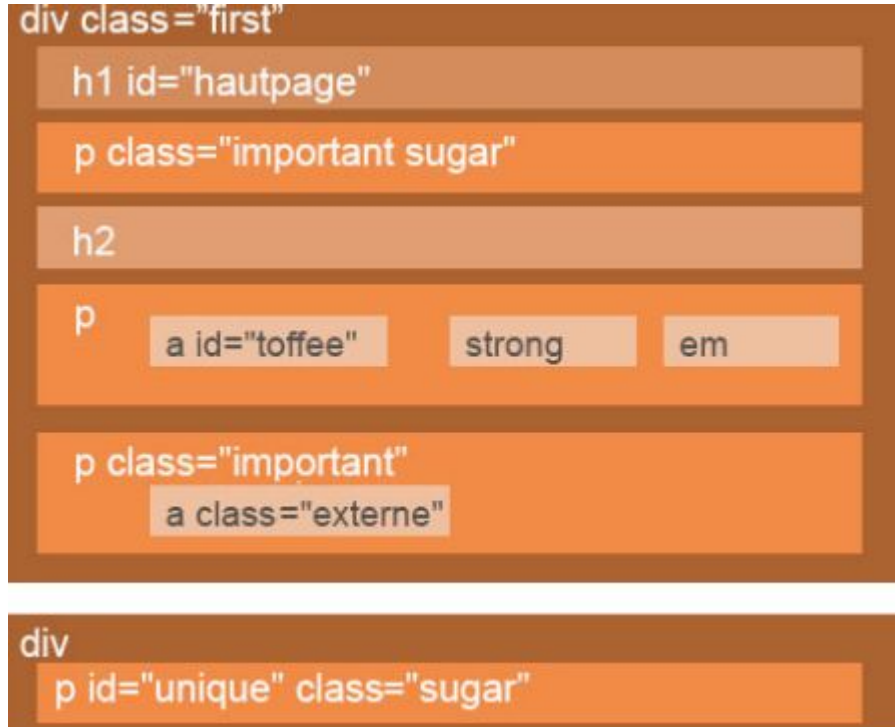 div class="first"
h1 id="hautpage"
p class="important sugar"
h2
p
a id="toffee" strong em
p class="important"
a class="externe"
div
p id="unique" class="sugar"